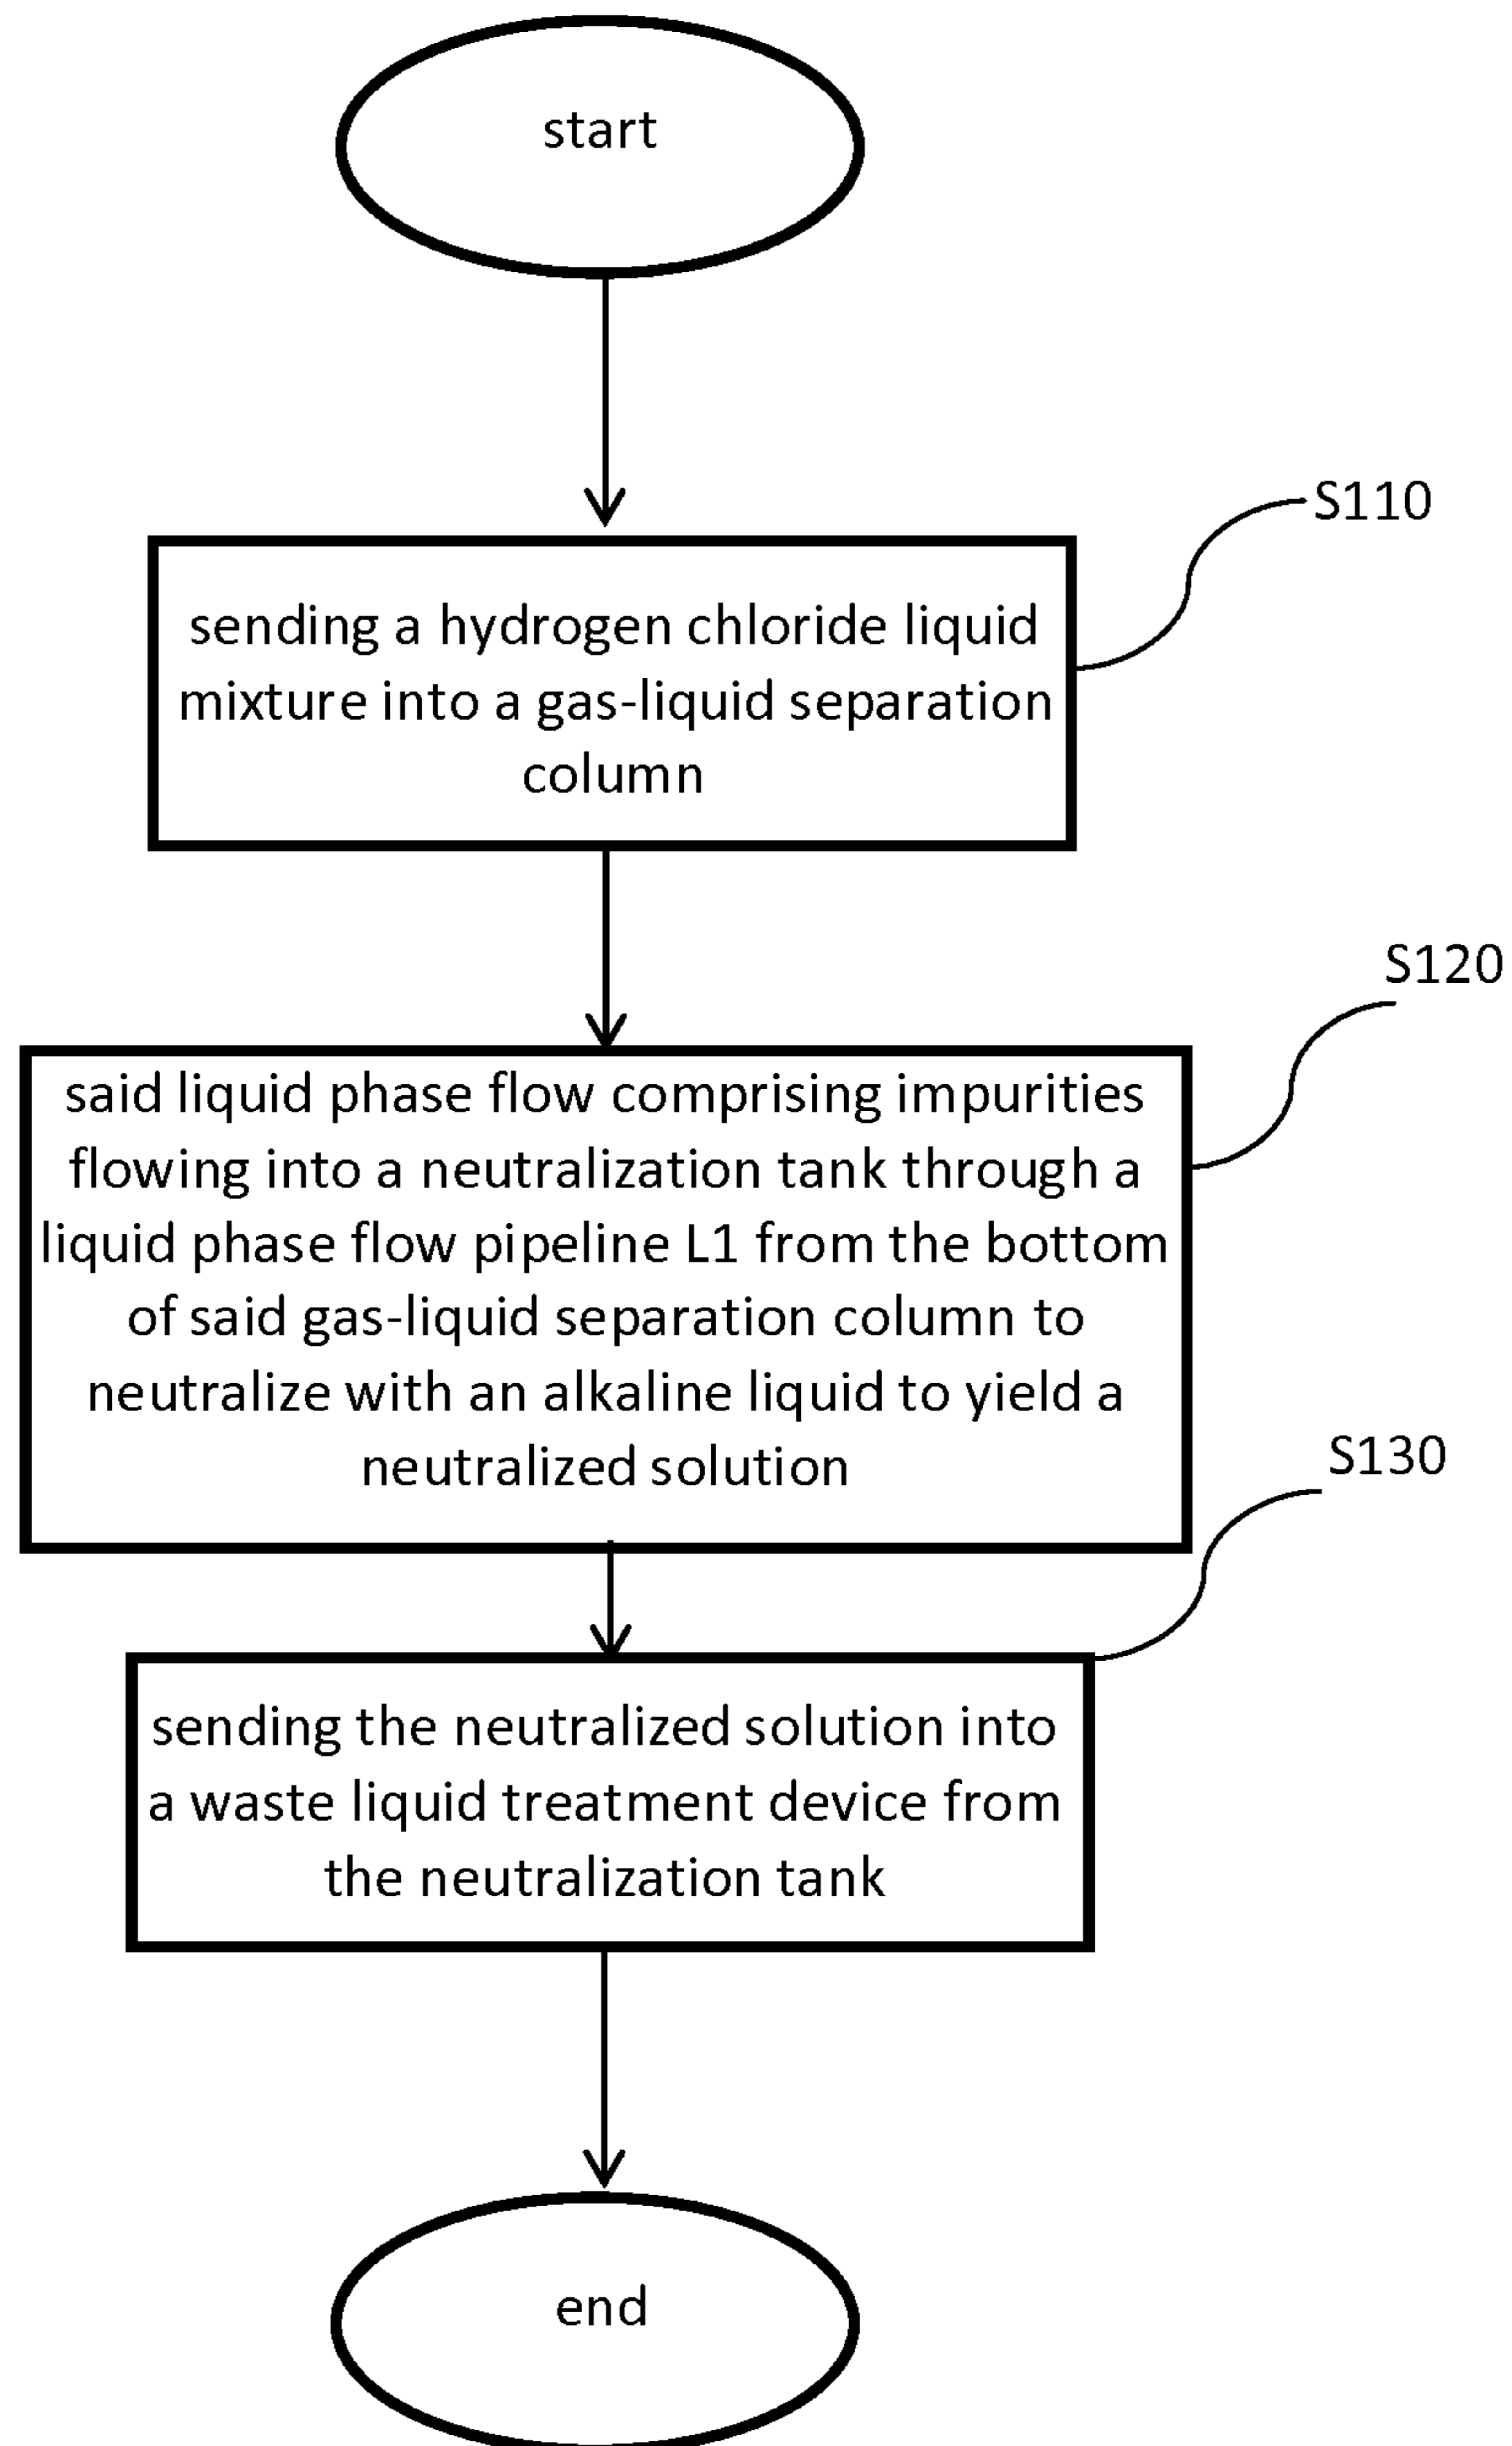 start
S110
sending a hydrogen chloride liquid
mixture into a gas-liquid separation
column
S120
said liquid phase flow comprising impurities
flowing into a neutralization tank through a
liquid phase flow pipeline L1 from the bottom
of said gas-liquid separation column to
neutralize with an alkaline liquid to yield a
neutralized solution
S130
sending the neutralized solution into
a waste liquid treatment device from
the neutralization tank
end